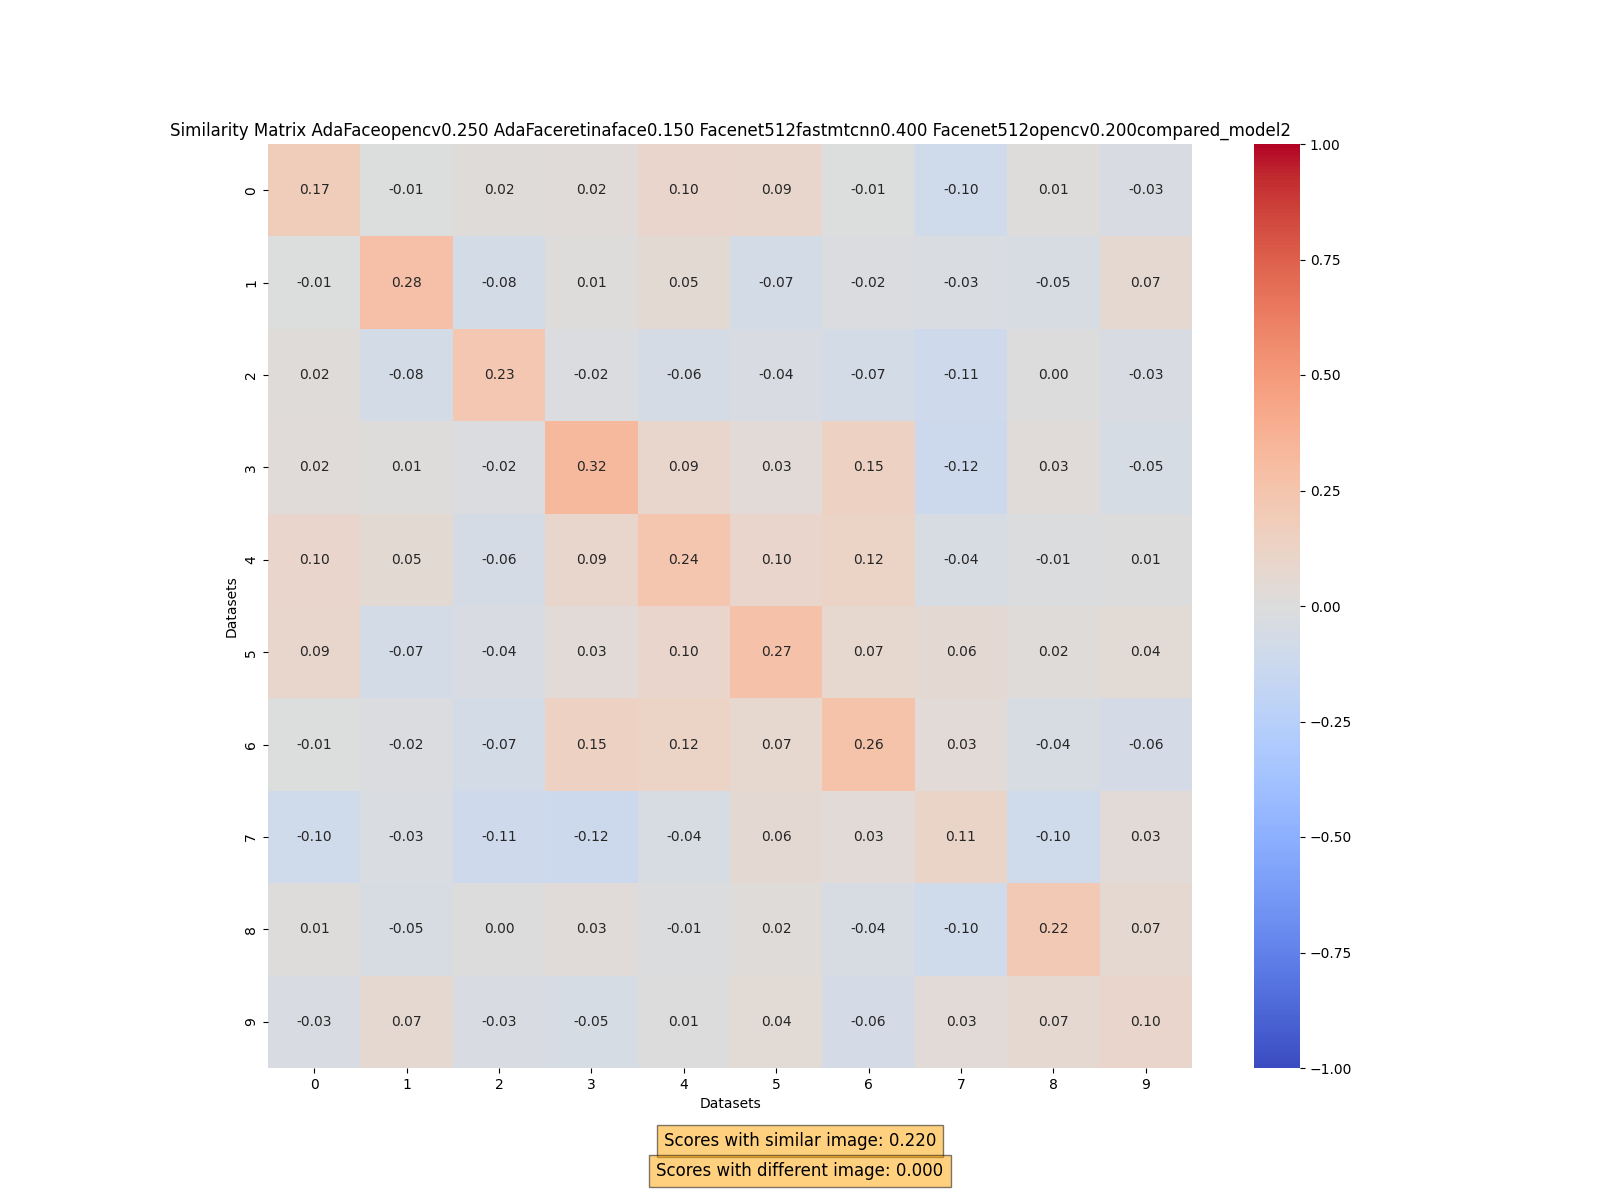 Similarity Matrix AdaFaceopencv0.250 AdaFaceretinaface0.150 Facenet512fastmtcnn0.400 Facenet512opencv0.200compared_model2
1.00
0 0.17 -0.01 0.02 0.02 0.10 0.09 -0.01 -0.10 0.01 -0.03
0.75
1 -0.01 0.28 -0.08 0.01 0.05 -0.07 -0.02 -0.03 -0.05 0.07
2 0.02 -0.08 0.23 -0.02 -0.06 -0.04 -0.07 -0.11 0.00 -0.03
0.50
3 0.02 0.01 -0.02 0.32 0.09 0.03 0.15 -0.12 0.03 -0.05
0.25
4 0.10 0.05 -0.06 0.09 0.24 0.10 0.12 -0.04 -0.01 0.01
Datasets
0.00
5 0.09 -0.07 -0.04 0.03 0.10 0.27 0.07 0.06 0.02 0.04
−0.25
6 -0.01 -0.02 -0.07 0.15 0.12 0.07 0.26 0.03 -0.04 -0.06
7 -0.10 -0.03 -0.11 -0.12 -0.04 0.06 0.03 0.11 -0.10 0.03
−0.50
8 0.01 -0.05 0.00 0.03 -0.01 0.02 -0.04 -0.10 0.22 0.07
−0.75
9 -0.03 0.07 -0.03 -0.05 0.01 0.04 -0.06 0.03 0.07 0.10
−1.00
0 1 2 3 4 5 6 7 8 9
Datasets
Scores with similar image: 0.220
Scores with different image: 0.000